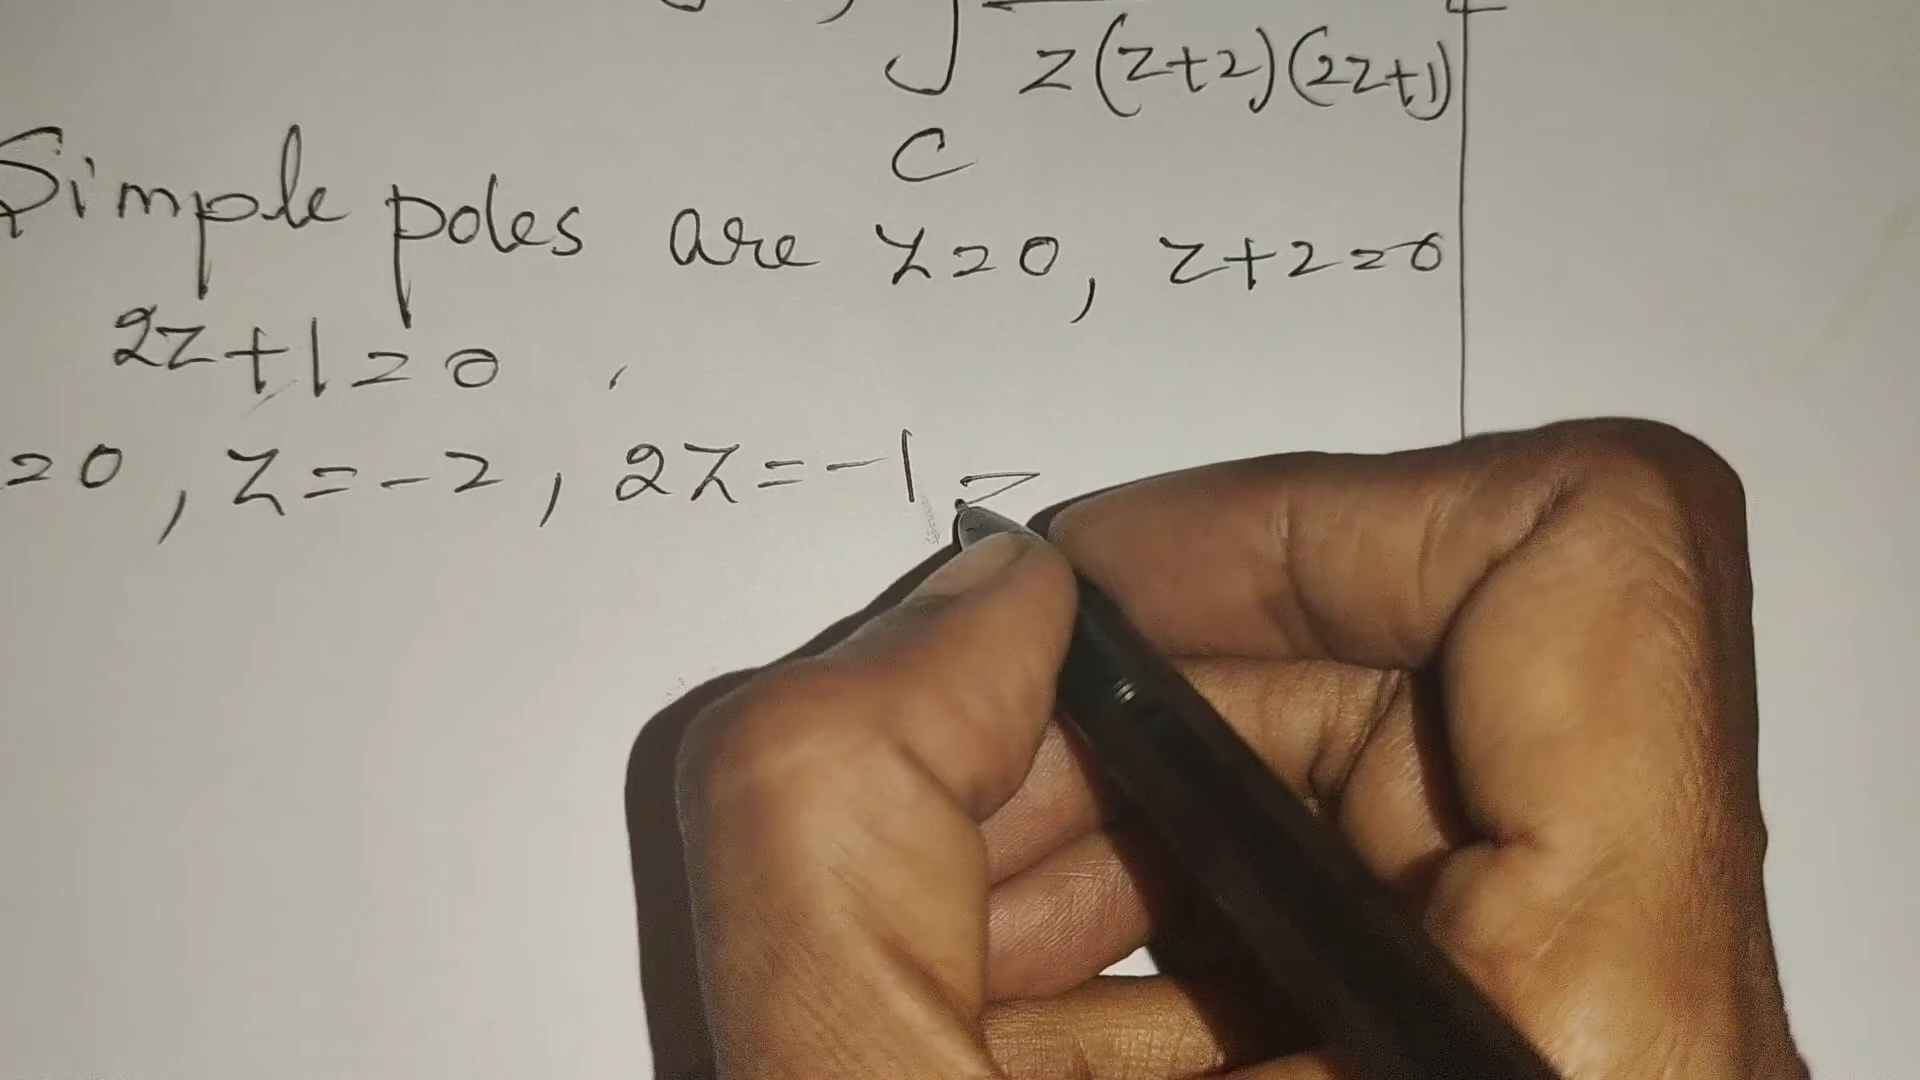 ∫ z(z+2)(2z+1)
C
Simple poles are z=0, z+2=0
2z+1=0,
=0, z=-2, 2z=-1 =